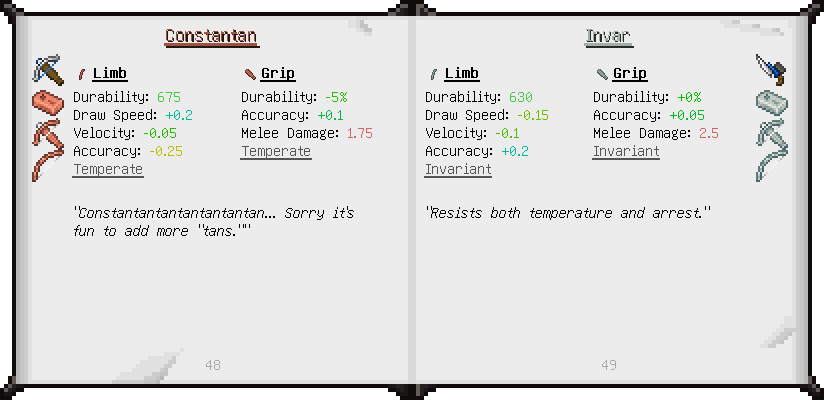 Constantan
Limb
Durability: 675
Draw Speed: +0.2
Velocity: -0.05
Accuracy: -0.25
Temperate
Grip
Durability: -5%
Accuracy: +0.1
Melee Damage: 1.75
Temperate
"Constantantantantantantan... Sorry it's
fun to add more "tans.""
48
Invar
Limb
Durability: 630
Draw Speed: -0.15
Velocity: -0.1
Accuracy: +0.2
Invariant
Grip
Durability: +0%
Accuracy: +0.05
Melee Damage: 2.5
Invariant
"Resists both temperature and arrest."
49